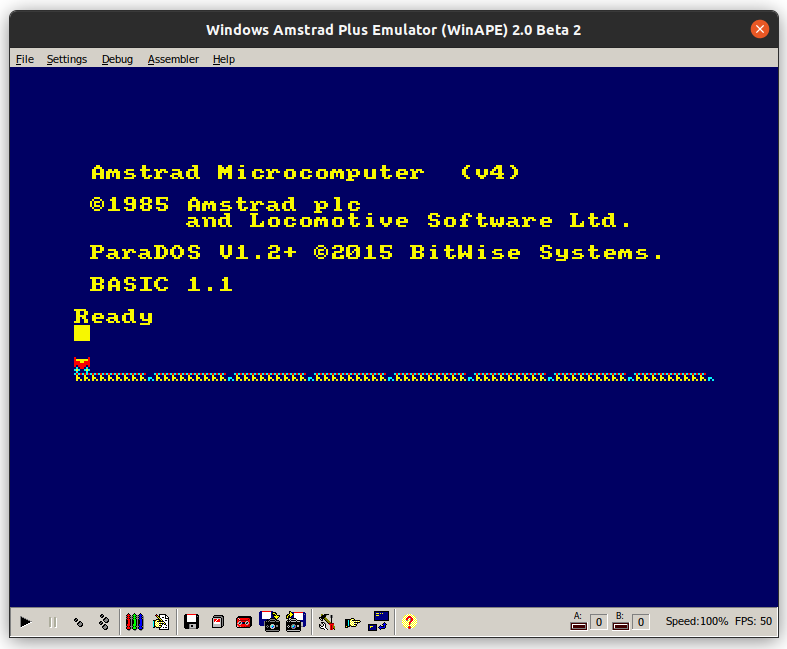 Windows Amstrad Plus Emulator (WinAPE) 2.0 Beta 2
File Settings Debug Assembler Help
Amstrad Microcomputer (v4)
©1985 Amstrad plc
and Locomotive Software Ltd.
ParaDOS V1.2+ ©2015 BitWise Systems.
BASIC 1.1
Ready
A: 0 B: 0 Speed:100% FPS: 50